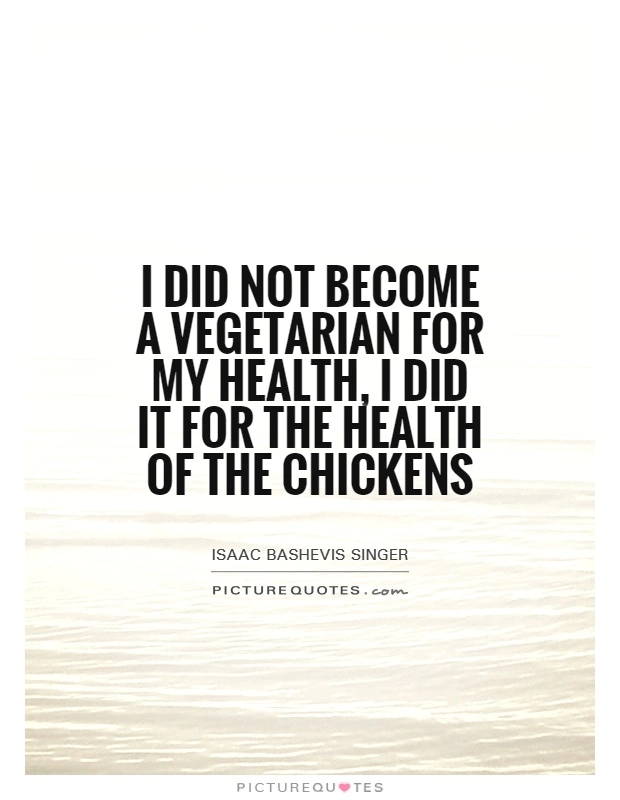 I DID NOT BECOME
A VEGETARIAN FOR
MY HEALTH, I DID
IT FOR THE HEALTH
OF THE CHICKENS
ISAAC BASHEVIS SINGER
PICTUREQUOTES.com
PICTUREQUOTES